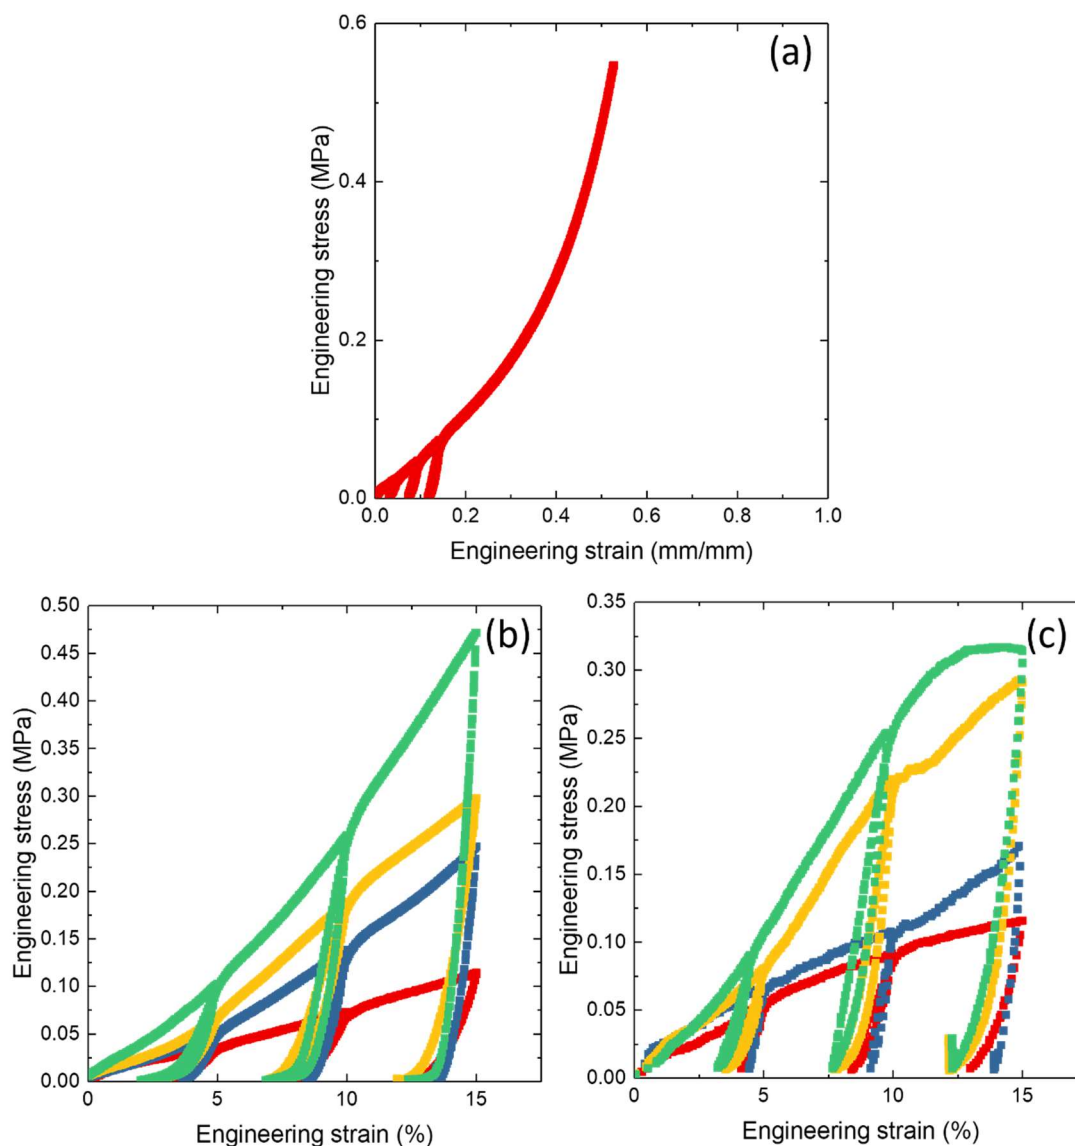 (a)
0.6
0.4
0.2
0.0
Engineering stress (MPa)
0.0 0.2 0.4 0.6 0.8 1.0
Engineering strain (mm/mm)
(b)
0.50
0.45
0.40
0.35
0.30
0.25
0.20
0.15
0.10
0.05
0.00
Engineering stress (MPa)
0 5 10 15
Engineering strain (%)
(c)
0.35
0.30
0.25
0.20
0.15
0.10
0.05
0.00
Engineering stress (MPa)
0 5 10 15
Engineering strain (%)